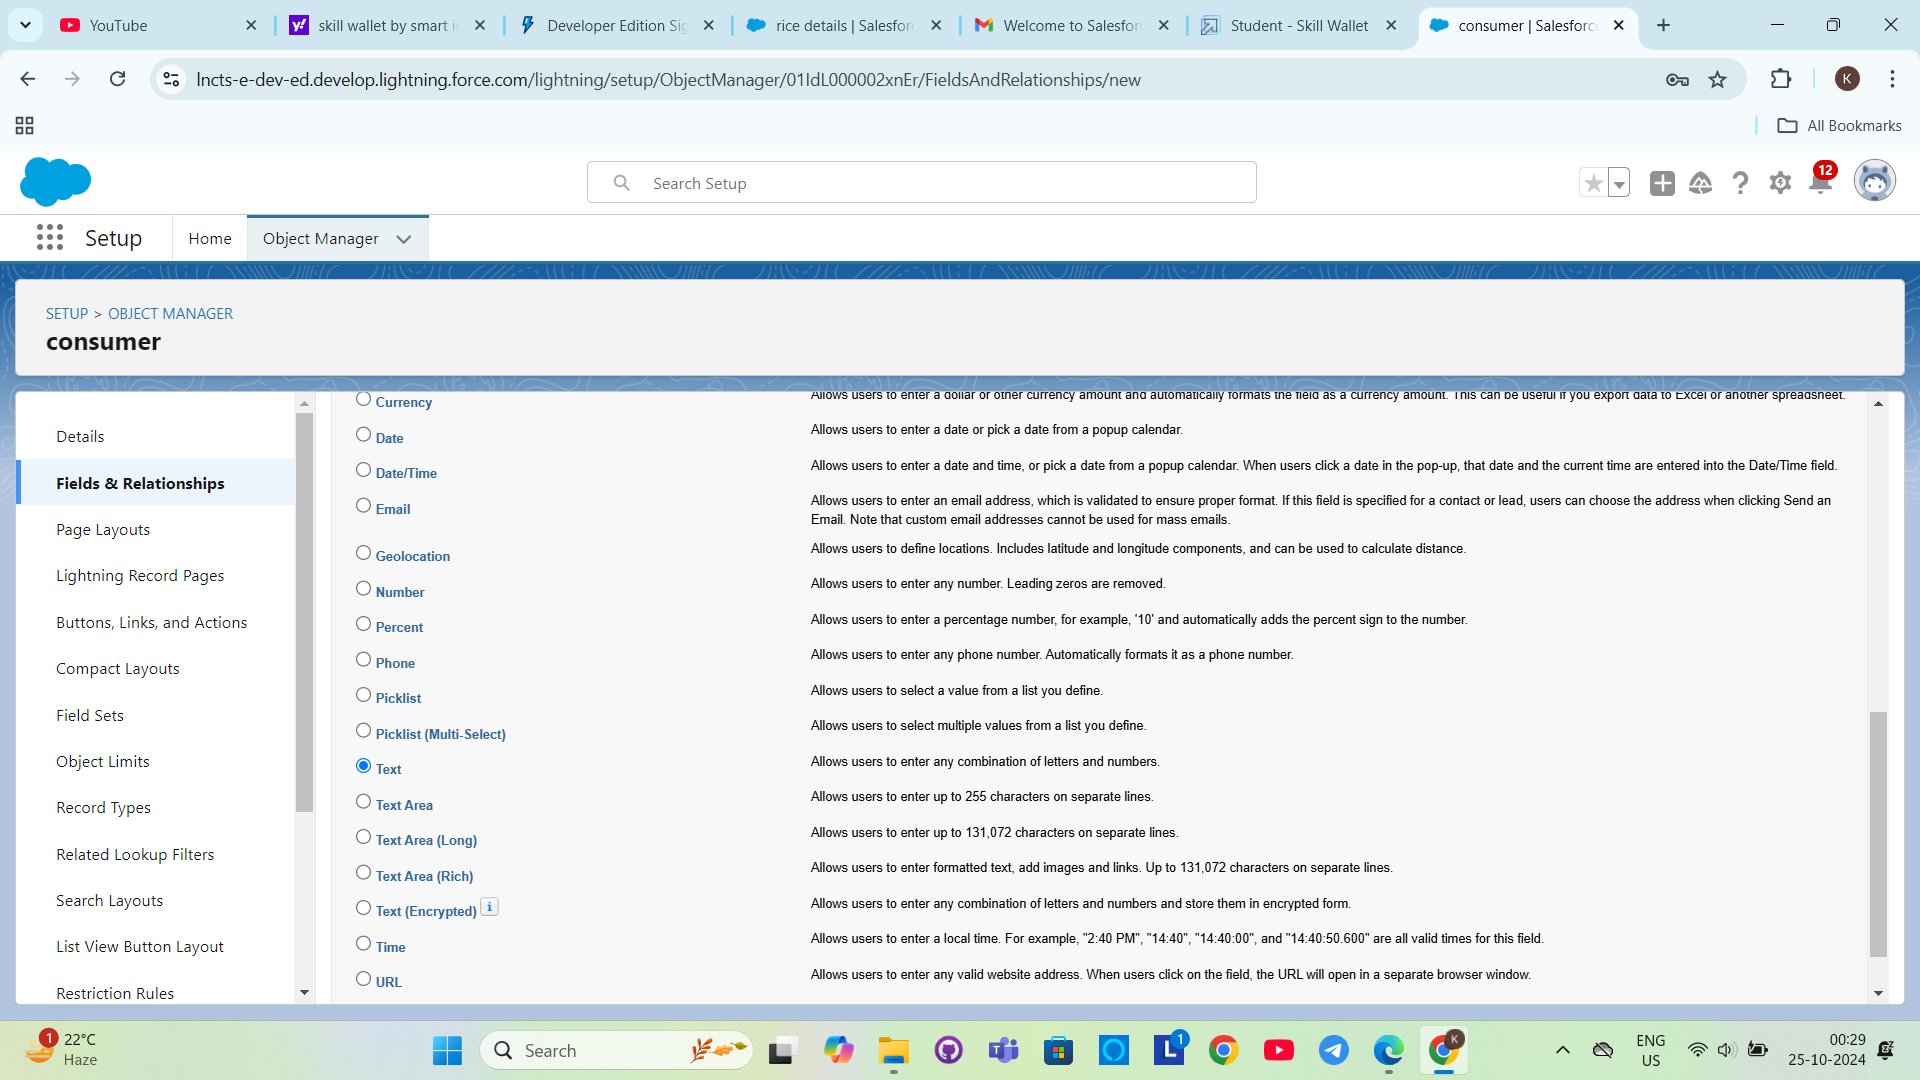 YouTube
skill wallet by smart i
Developer Edition Sig
rice details | Salesforc
Welcome to Salesfor
Student - Skill Wallet
consumer | Salesforc
lncts-e-dev-ed.develop.lightning.force.com/lightning/setup/ObjectManager/01IdL000002xnEr/FieldsAndRelationships/new
K
All Bookmarks
Search Setup
12
Setup
Home
Object Manager
SETUP > OBJECT MANAGER
consumer
Details
Fields & Relationships
Page Layouts
Lightning Record Pages
Buttons, Links, and Actions
Compact Layouts
Field Sets
Object Limits
Record Types
Related Lookup Filters
Search Layouts
List View Button Layout
Restriction Rules
Currency
Allows users to enter a dollar or other currency amount and automatically formats the field as a currency amount. This can be useful if you export data to Excel or another spreadsheet.
Date
Allows users to enter a date or pick a date from a popup calendar.
Date/Time
Allows users to enter a date and time, or pick a date from a popup calendar. When users click a date in the pop-up, that date and the current time are entered into the Date/Time field.
Email
Allows users to enter an email address, which is validated to ensure proper format. If this field is specified for a contact or lead, users can choose the address when clicking Send an
Email. Note that custom email addresses cannot be used for mass emails.
Geolocation
Allows users to define locations. Includes latitude and longitude components, and can be used to calculate distance.
Number
Allows users to enter any number. Leading zeros are removed.
Percent
Allows users to enter a percentage number, for example, '10' and automatically adds the percent sign to the number.
Phone
Allows users to enter any phone number. Automatically formats it as a phone number.
Picklist
Allows users to select a value from a list you define.
Picklist (Multi-Select)
Allows users to select multiple values from a list you define.
Text
Allows users to enter any combination of letters and numbers.
Text Area
Allows users to enter up to 255 characters on separate lines.
Text Area (Long)
Allows users to enter up to 131,072 characters on separate lines.
Text Area (Rich)
Allows users to enter formatted text, add images and links. Up to 131,072 characters on separate lines.
Text (Encrypted) i
Allows users to enter any combination of letters and numbers and store them in encrypted form.
Time
Allows users to enter a local time. For example, "2:40 PM", "14:40", "14:40:00", and "14:40:50.600" are all valid times for this field.
URL
Allows users to enter any valid website address. When users click on the field, the URL will open in a separate browser window.
1
22°C
Haze
Search
L
1
K
ENG
US
00:29
25-10-2024